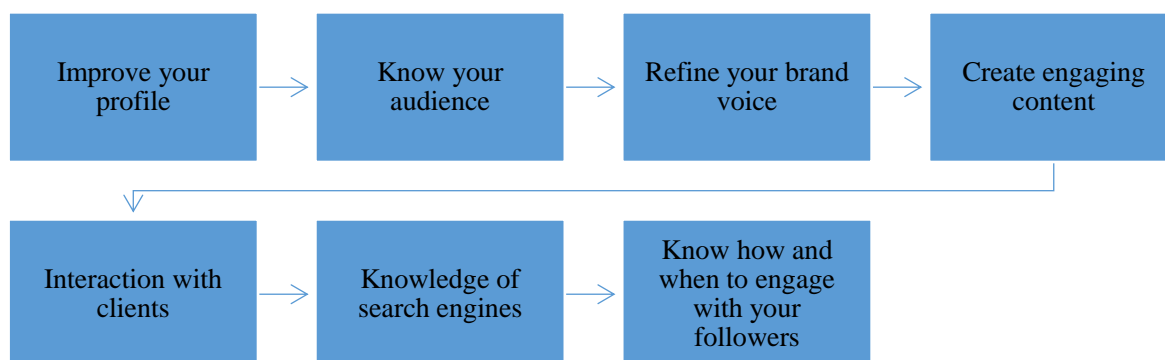 Improve your
profile
Know your
audience
Refine your brand
voice
Create engaging
content
Interaction with
clients
Knowledge of
search engines
Know how and
when to engage
with your
followers